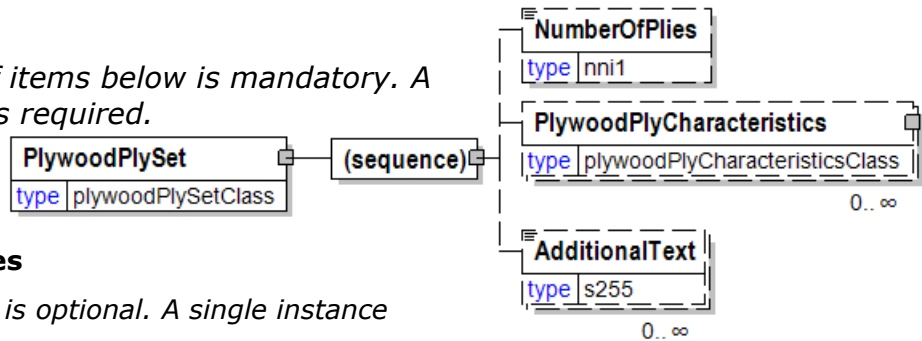 f items below is mandatory. A
s required.
PlywoodPlySet
type plywoodPlySetClass
(sequence)
NumberOfPlies
type nni1
PlywoodPlyCharacteristics
type plywoodPlyCharacteristicsClass
0.. ∞
AdditionalText
type s255
0.. ∞
es
is optional. A single instance